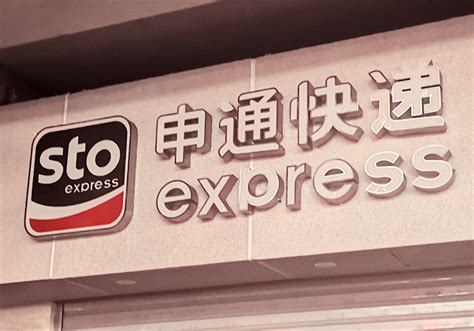 sto
express
申通快递
express